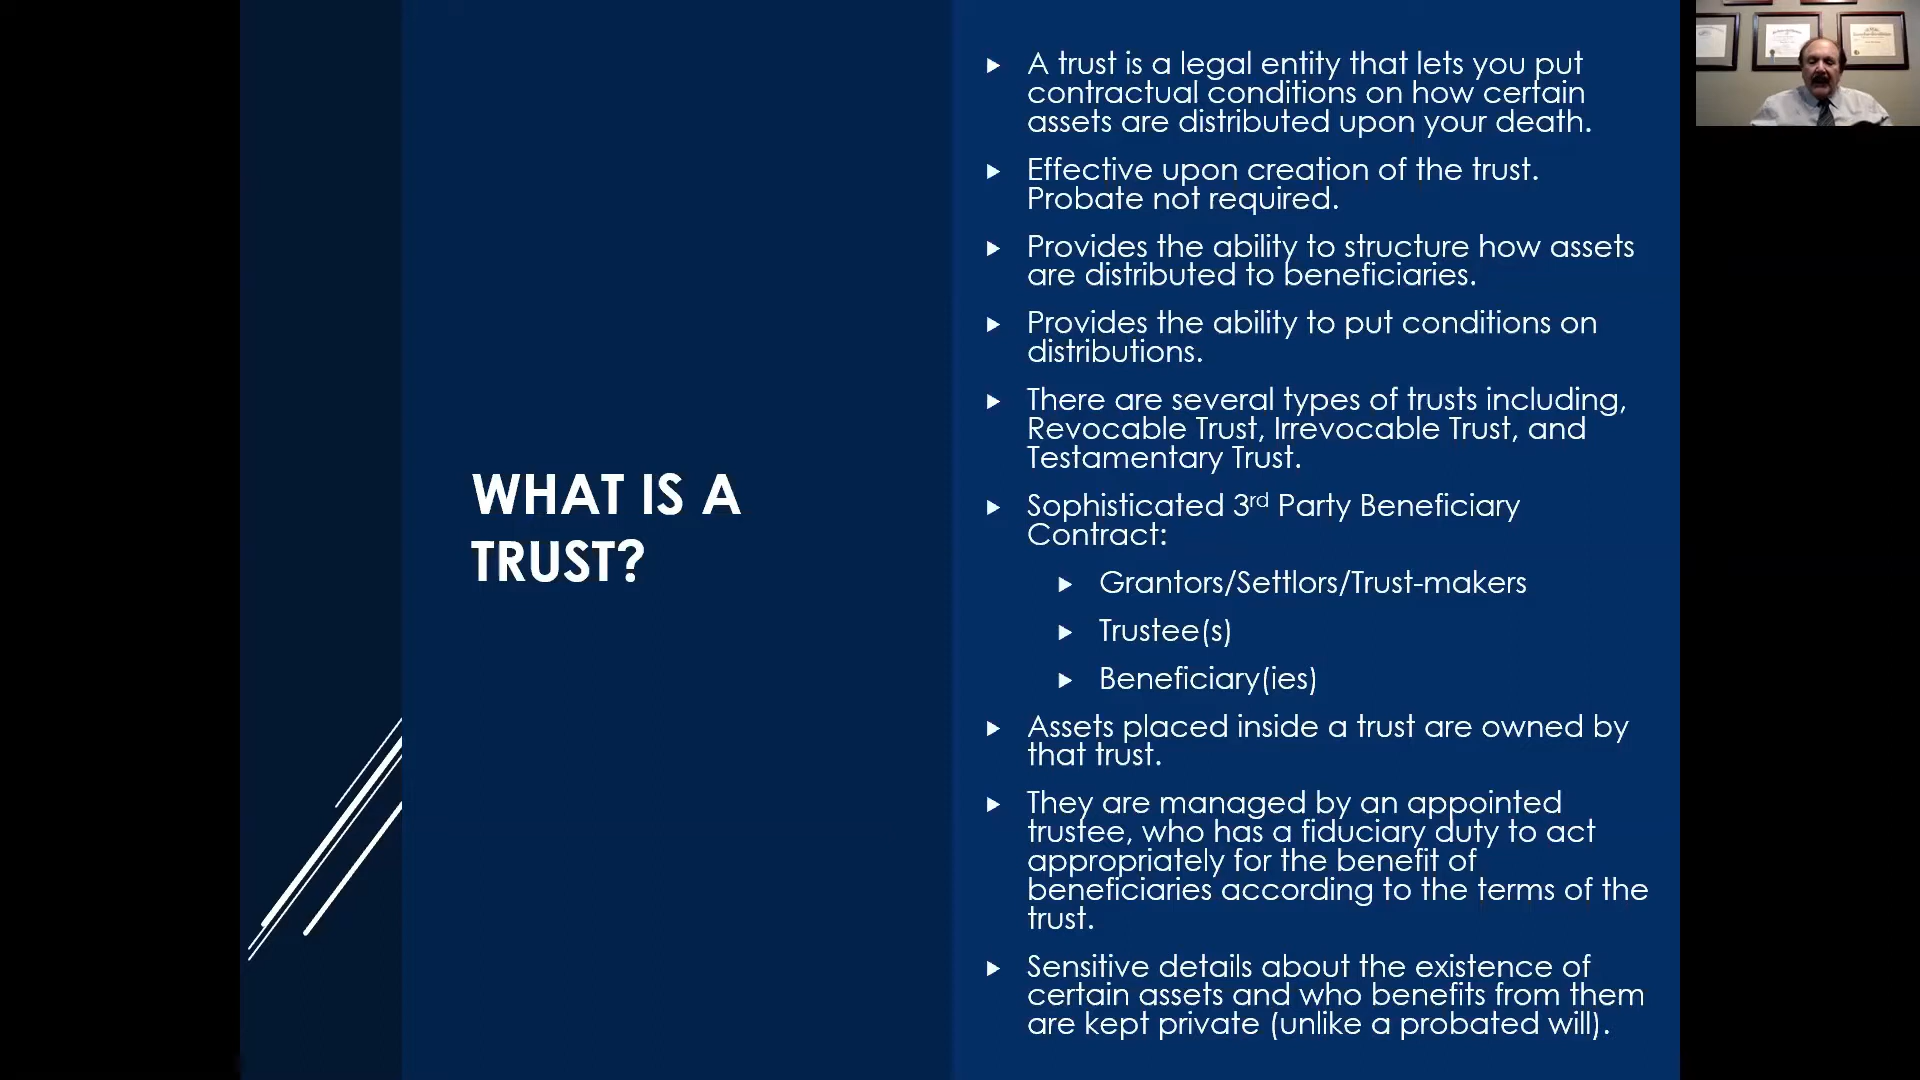 WHAT IS A
TRUST?
A trust is a legal entity that lets you put
contractual conditions on how certain
assets are distributed upon your death.
Effective upon creation of the trust.
Probate not required.
Provides the ability to structure how assets
are distributed to beneficiaries.
Provides the ability to put conditions on
distributions.
There are several types of trusts including,
Revocable Trust, Irrevocable Trust, and
Testamentary Trust.
Sophisticated 3rd Party Beneficiary
Contract:
Grantors/Settlors/Trust-makers
Trustee(s)
Beneficiary(ies)
Assets placed inside a trust are owned by
that trust.
They are managed by an appointed
trustee, who has a fiduciary duty to act
appropriately for the benefit of
beneficiaries according to the terms of the
trust.
Sensitive details about the existence of
certain assets and who benefits from them
are kept private (unlike a probated will).